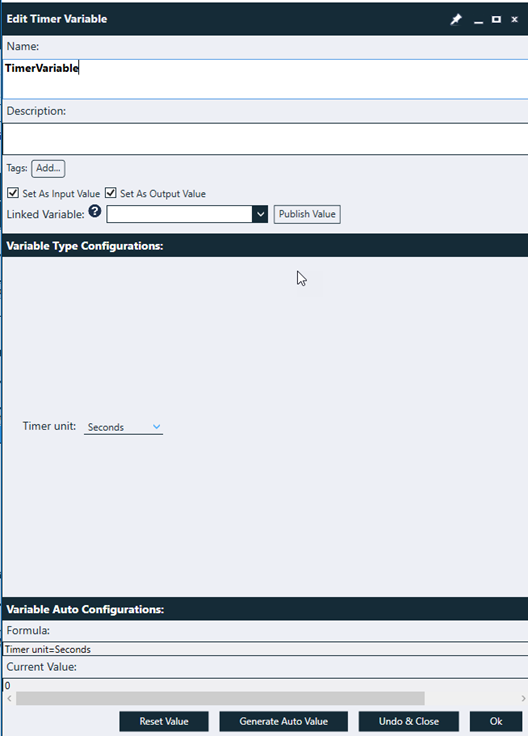 Edit Timer Variable
Name:
TimerVariable
Description:
Tags: Add...
Set As Input Value Set As Output Value
Linked Variable: ? Publish Value
Variable Type Configurations:
Timer unit: Seconds
Variable Auto Configurations:
Formula:
Timer unit=Seconds
Current Value:
0
Reset Value Generate Auto Value Undo & Close Ok